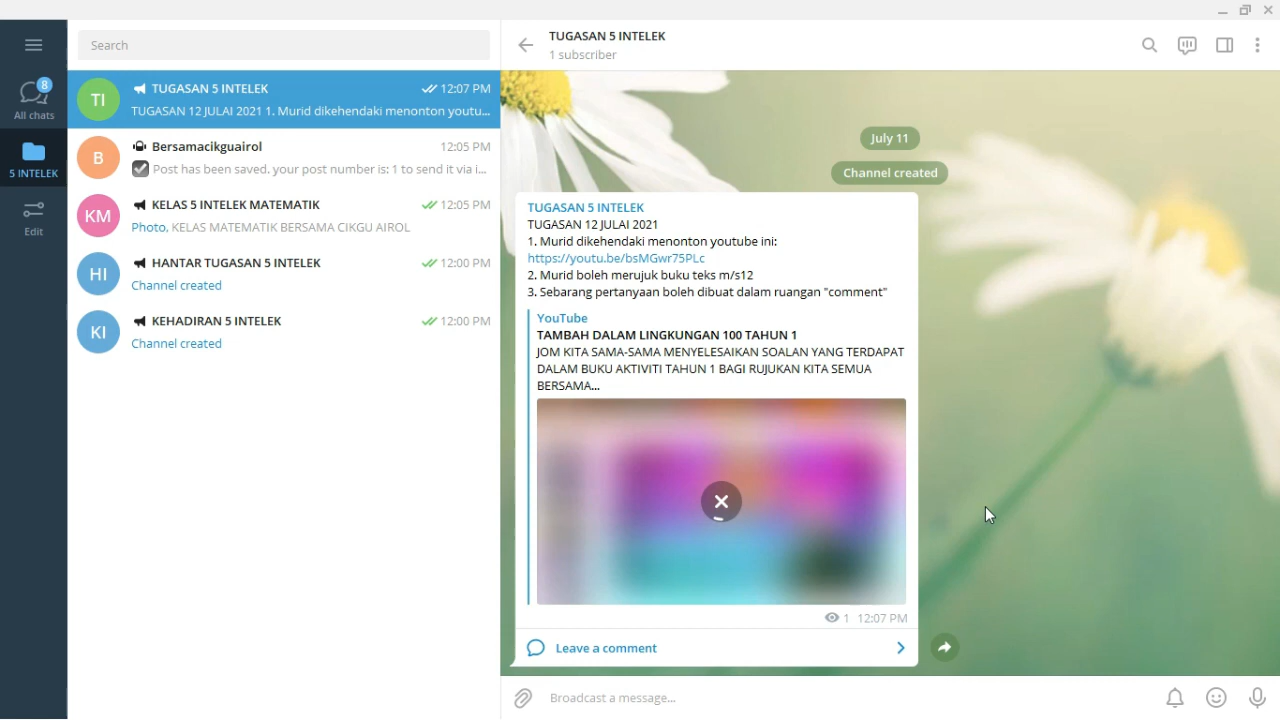 Search
8
All chats
5 INTELEK
Edit
TI
TUGASAN 5 INTELEK
12:07 PM
TUGASAN 12 JULAI 2021 1. Murid dikehendaki menonton youtu...
B
Bersamacikguairol
12:05 PM
Post has been saved, your post number is: 1 to send it via i...
KM
KELAS 5 INTELEK MATEMATIK
12:05 PM
Photo, KELAS MATEMATIK BERSAMA CIKGU AIROL
HI
HANTAR TUGASAN 5 INTELEK
12:00 PM
Channel created
KI
KEHADIRAN 5 INTELEK
12:00 PM
Channel created
TUGASAN 5 INTELEK
1 subscriber
July 11
Channel created
TUGASAN 5 INTELEK
TUGASAN 12 JULAI 2021
1. Murid dikehendaki menonton youtube ini:
https://youtu.be/bsMGwr75PLc
2. Murid boleh merujuk buku teks m/s12
3. Sebarang pertanyaan boleh dibuat dalam ruangan "comment"
YouTube
TAMBAH DALAM LINGKUNGAN 100 TAHUN 1
JOM KITA SAMA-SAMA MENYELESAIKAN SOALAN YANG TERDAPAT
DALAM BUKU AKTIVITI TAHUN 1 BAGI RUJUKAN KITA SEMUA
BERSAMA...
1 12:07 PM
Leave a comment
Broadcast a message...